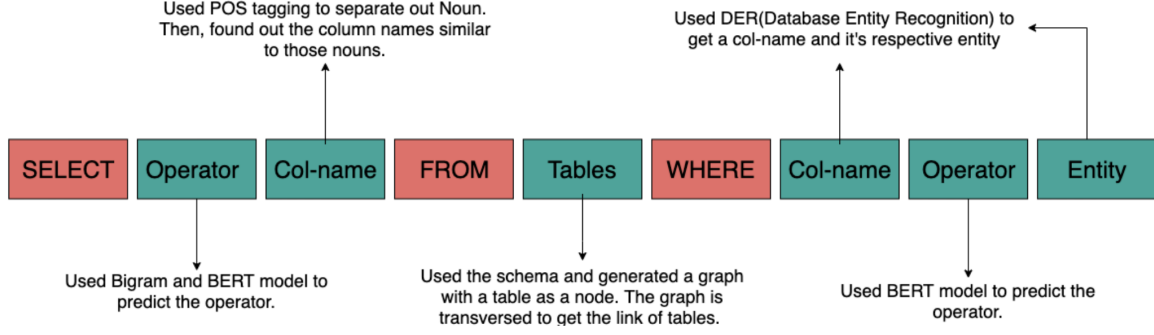 Used POS tagging to separate out Noun.
Then, found out the column names similar
to those nouns.
Used DER(Database Entity Recognition) to
get a col-name and it's respective entity
SELECT Operator Col-name FROM Tables WHERE Col-name Operator Entity
Used Bigram and BERT model to
predict the operator.
Used the schema and generated a graph
with a table as a node. The graph is
transversed to get the link of tables.
Used BERT model to predict the
operator.